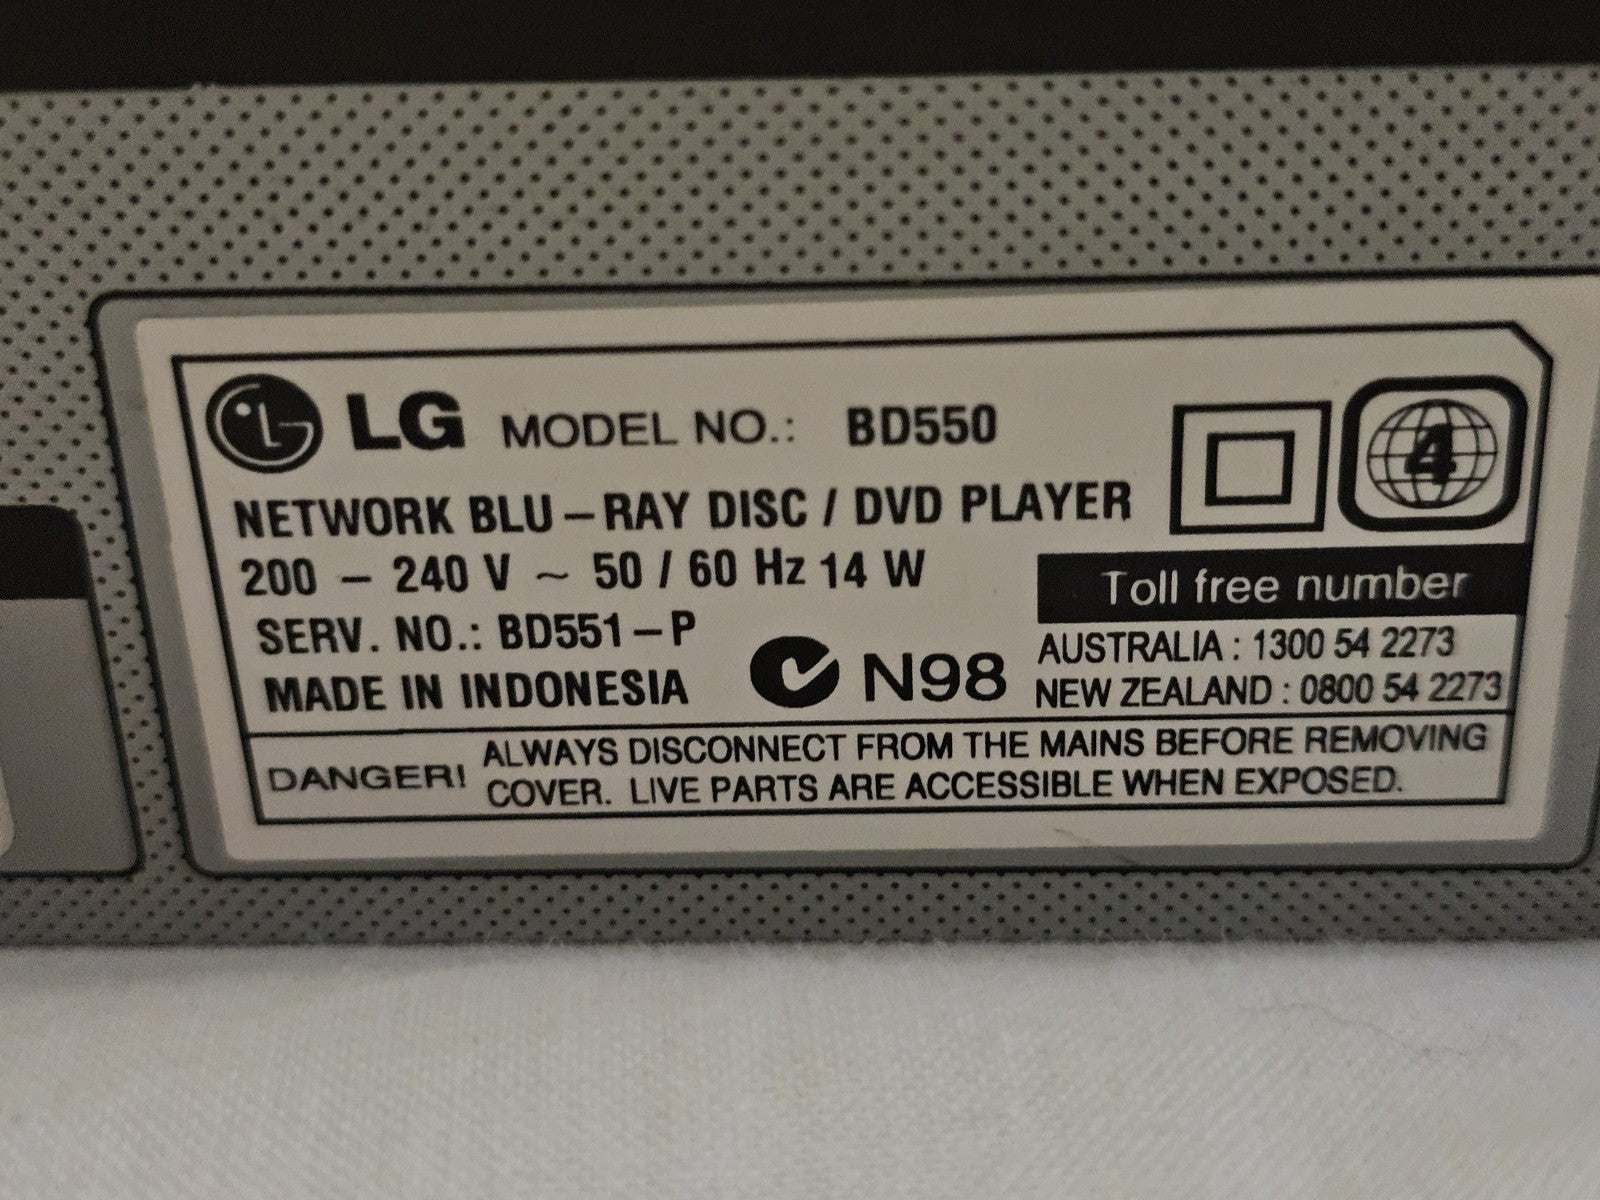 LG MODEL NO.: BD550
NETWORK BLU-RAY DISC / DVD PLAYER
200 - 240 V ~ 50 / 60 Hz 14 W
SERV. NO.: BD551-P
MADE IN INDONESIA
N98
4
Toll free number
AUSTRALIA : 1300 54 2273
NEW ZEALAND : 0800 54 2273
DANGER!
ALWAYS DISCONNECT FROM THE MAINS BEFORE REMOVING
COVER. LIVE PARTS ARE ACCESSIBLE WHEN EXPOSED.